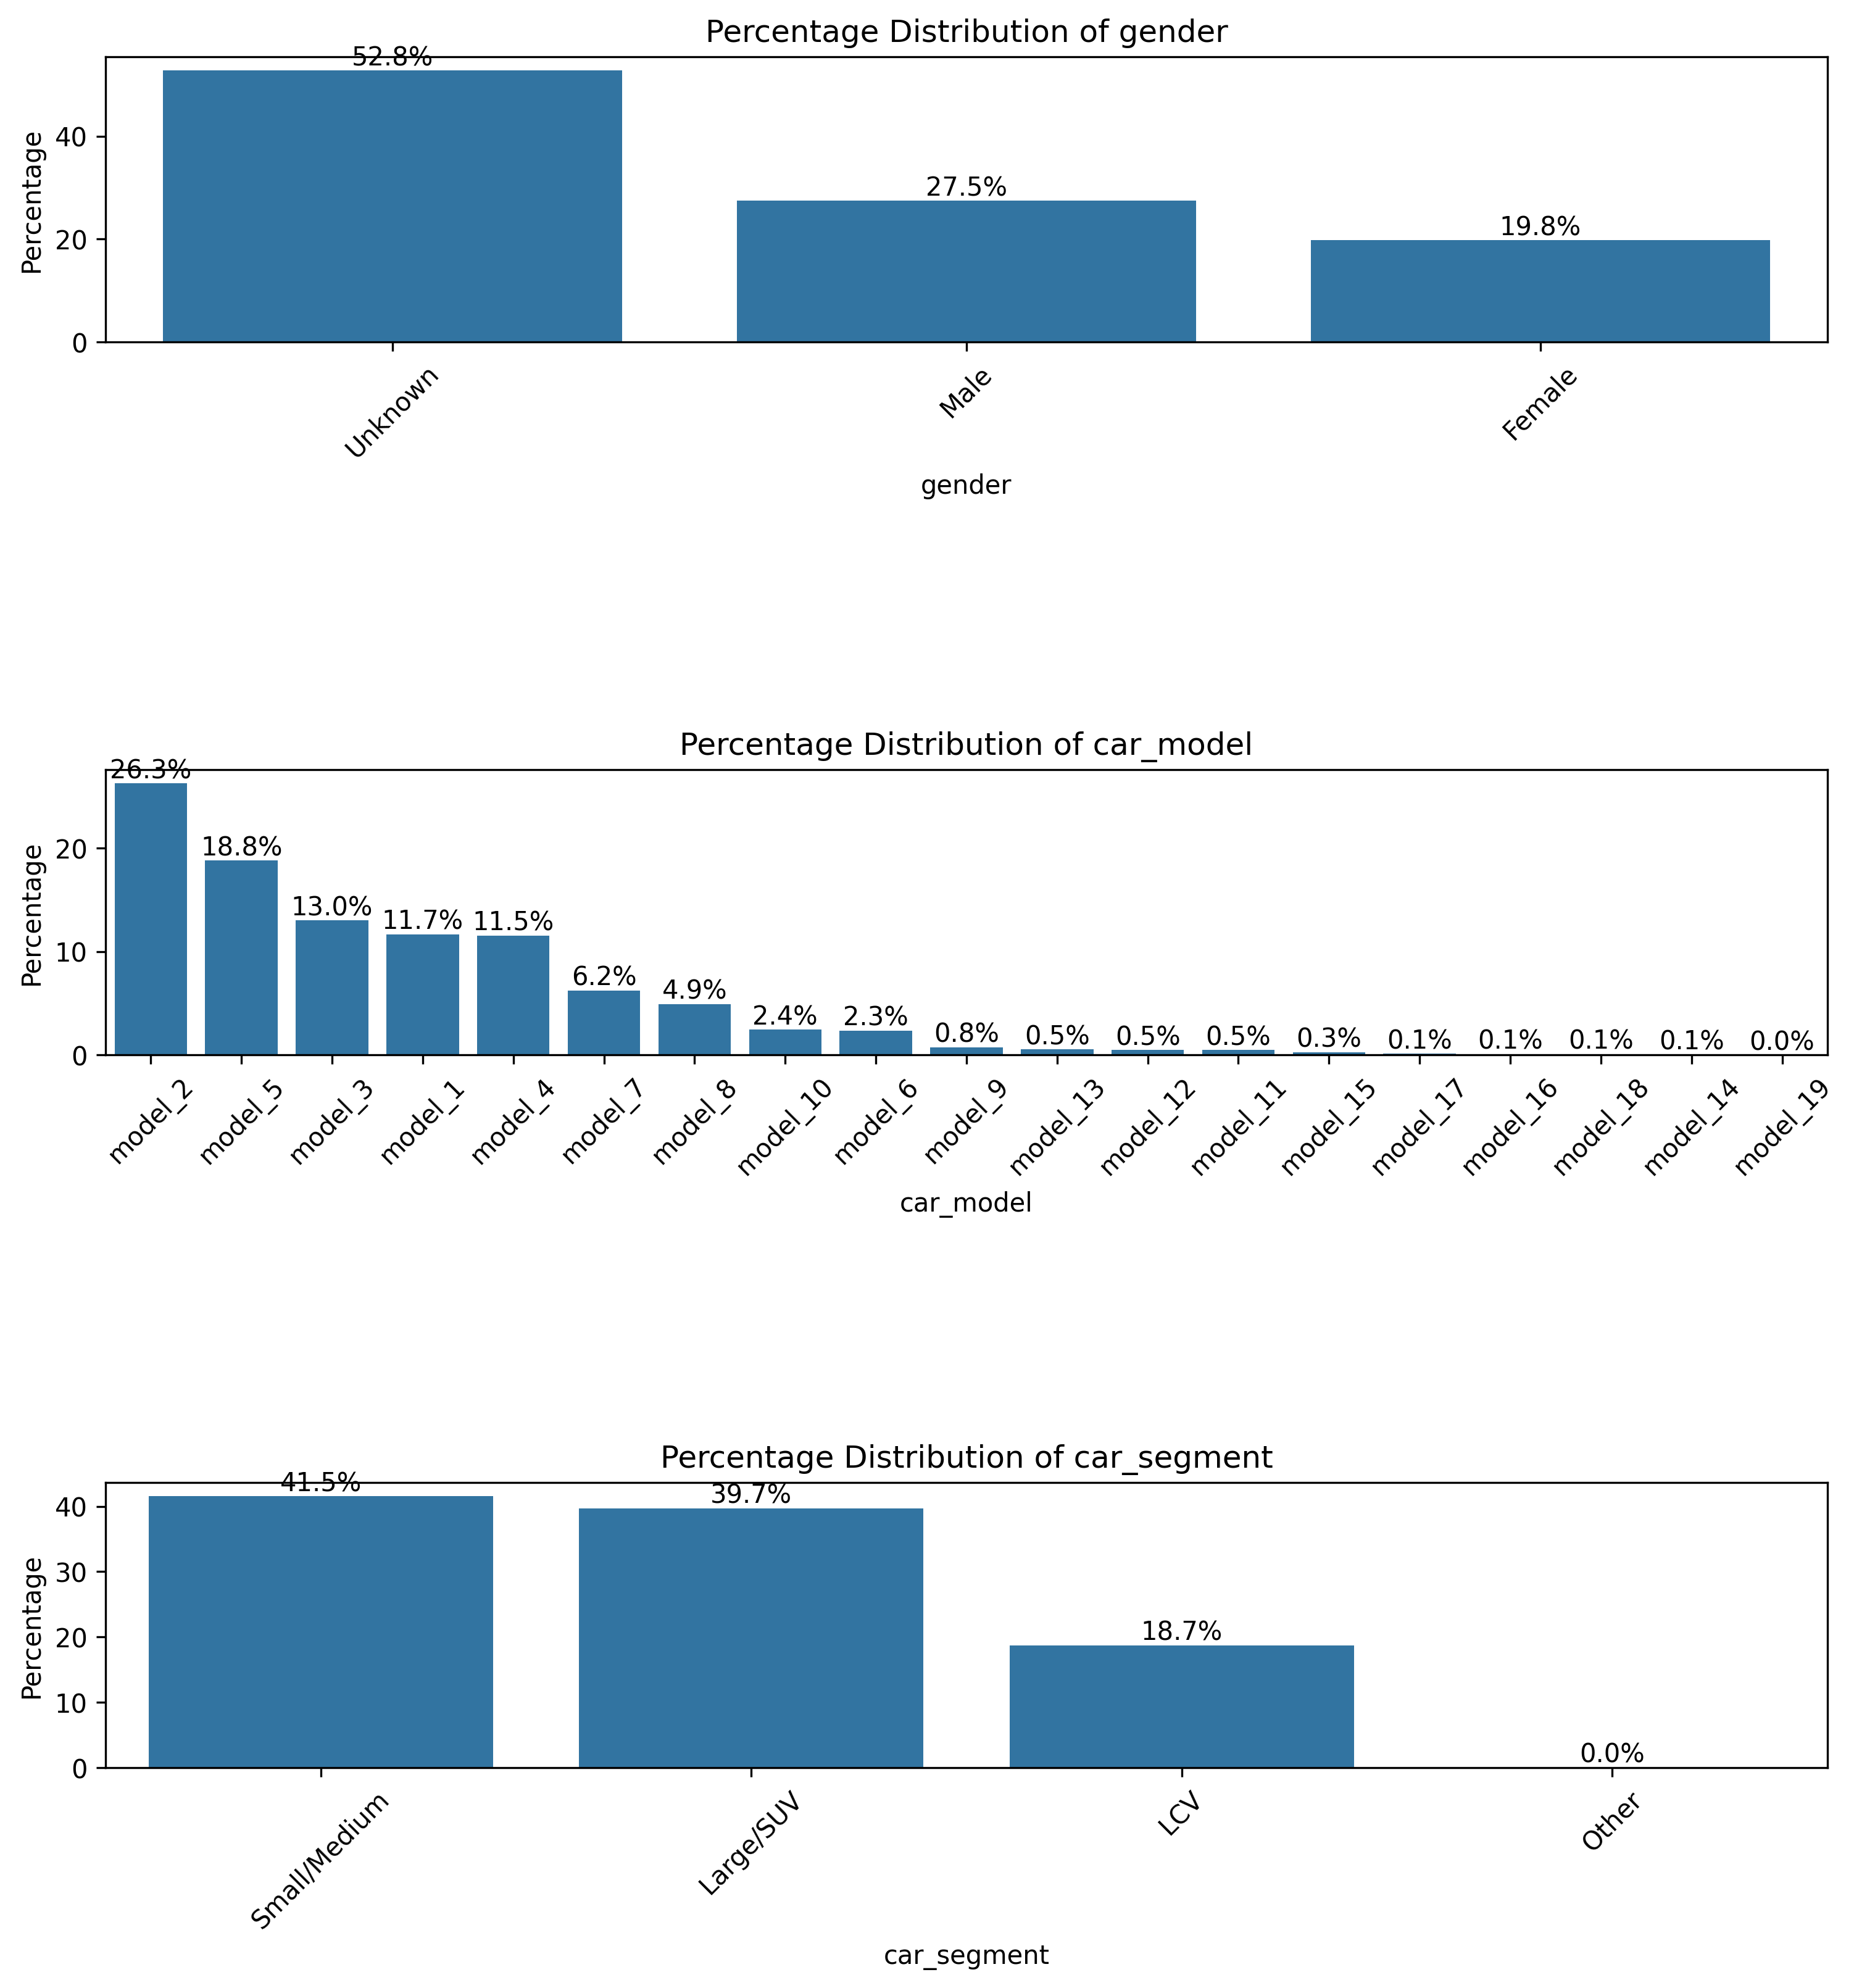 Percentage Distribution of gender
52.8%
27.5%
19.8%
40
20
0
Percentage
Unknown
Male
Female
gender
Percentage Distribution of car_model
26.3%
18.8%
13.0%
11.7%
11.5%
6.2%
4.9%
2.4%
2.3%
0.8%
0.5%
0.5%
0.5%
0.3%
0.1%
0.1%
0.1%
0.1%
0.0%
20
10
0
Percentage
model_2
model_5
model_3
model_1
model_4
model_7
model_8
model_10
model_6
model_9
model_13
model_12
model_11
model_15
model_17
model_16
model_18
model_14
model_19
car_model
Percentage Distribution of car_segment
41.5%
39.7%
18.7%
0.0%
40
30
20
10
0
Percentage
Small/Medium
Large/SUV
LCV
Other
car_segment